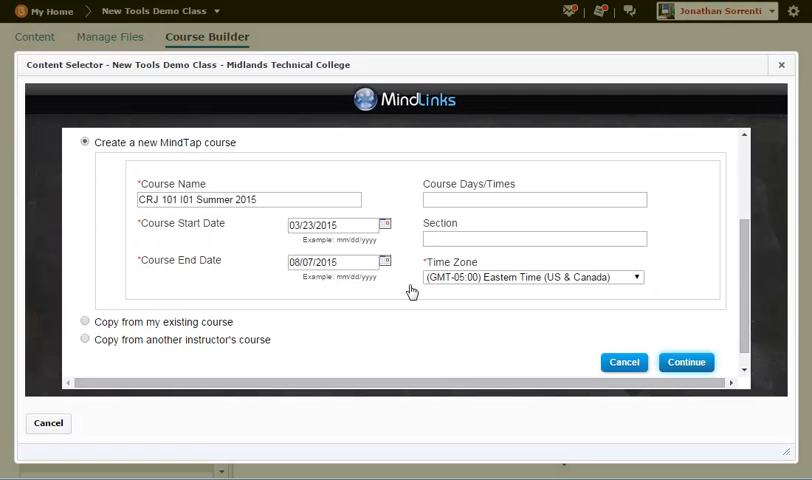 My Home New Tools Demo Class Jonathan Sorrenti
Content Manage Files Course Builder
Content Selector - New Tools Demo Class - Midlands Technical College
MindLinks
Create a new MindTap course
*Course Name Course Days/Times
CRJ 101 I01 Summer 2015
*Course Start Date 03/23/2015 Section
Example: mm/dd/yyyy
*Course End Date 08/07/2015 *Time Zone
Example: mm/dd/yyyy (GMT-05:00) Eastern Time (US & Canada)
Copy from my existing course
Copy from another instructor's course
Cancel Continue
Cancel